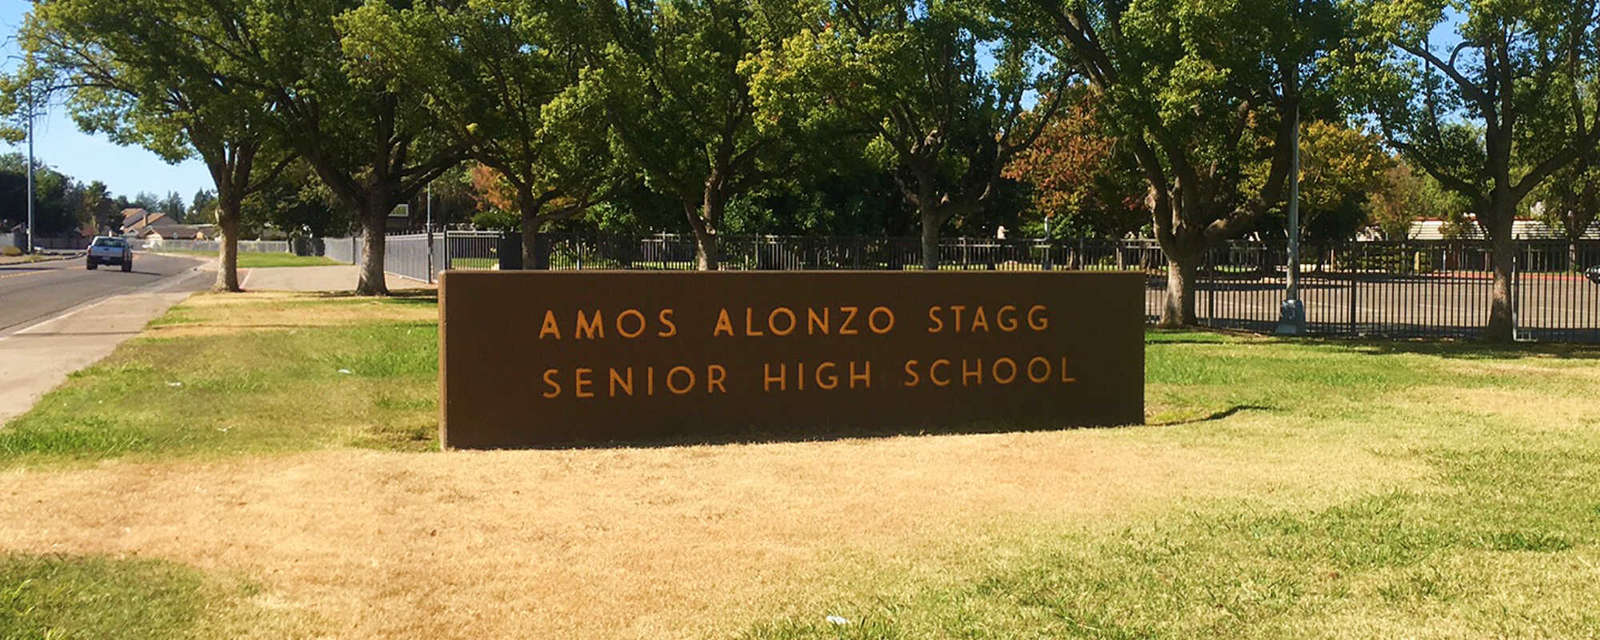 AMOS ALONZO STAGG
SENIOR HIGH SCHOOL